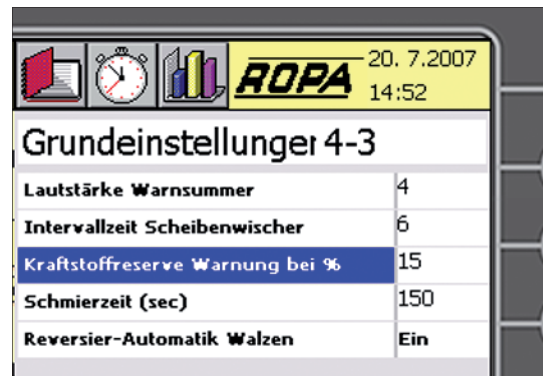 ROPA
20. 7.2007
14:52
Grundeinstellunger 4-3
Lautstärke Warnsummer 4
Intervallzeit Scheibenwischer 6
Kraftstoffreserve Warnung bei % 15
Schmierzeit (sec) 150
Reversier-Automatik Walzen Ein